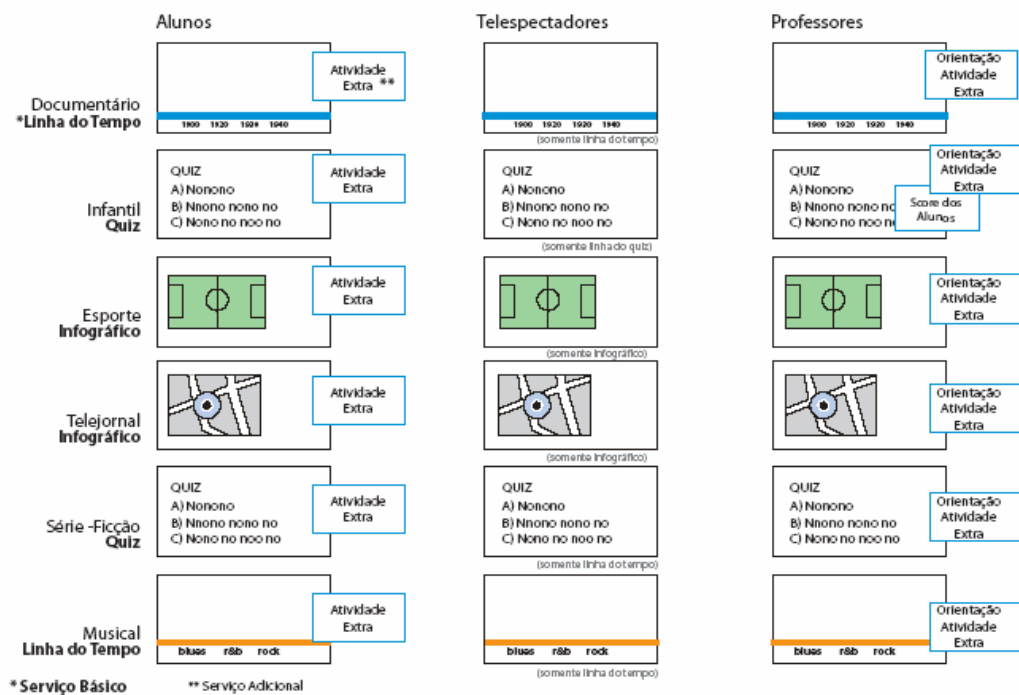 Alunos Telespectadores Professores
Documentário
*Linha do Tempo
Atividade
Extra **
1900 1920 1920 1940
1900 1920 1920 1940
(somente linha do tempo)
Orientação
Atividade
Extra
1900 1920 1920 1940
Infantil
Quiz
QUIZ
A) Nonono
B) Nnono nono no
C) Nono no noo no
Atividade
Extra
QUIZ
A) Nonono
B) Nnono nono no
C) Nono no noo no
(somente linha do quiz)
QUIZ
A) Nonono
B) Nnono nono no
C) Nono no noo no
Orientação
Atividade
Extra
Score dos
Alunos
Esporte
Infográfico
Atividade
Extra
(somente Infográfico)
Orientação
Atividade
Extra
Telejornal
Infográfico
Atividade
Extra
(somente Infográfico)
Orientação
Atividade
Extra
Série -Ficção
Quiz
QUIZ
A) Nonono
B) Nnono nono no
C) Nono no noo no
Atividade
Extra
QUIZ
A) Nonono
B) Nnono nono no
C) Nono no noo no
(somente linha do tempo)
QUIZ
A) Nonono
B) Nnono nono no
C) Nono no noo no
Orientação
Atividade
Extra
Musical
Linha do Tempo
Atividade
Extra
blues r&b rock
blues r&b rock
(somente linha do tempo)
Orientação
Atividade
Extra
blues r&b rock
* Serviço Básico ** Serviço Adicional